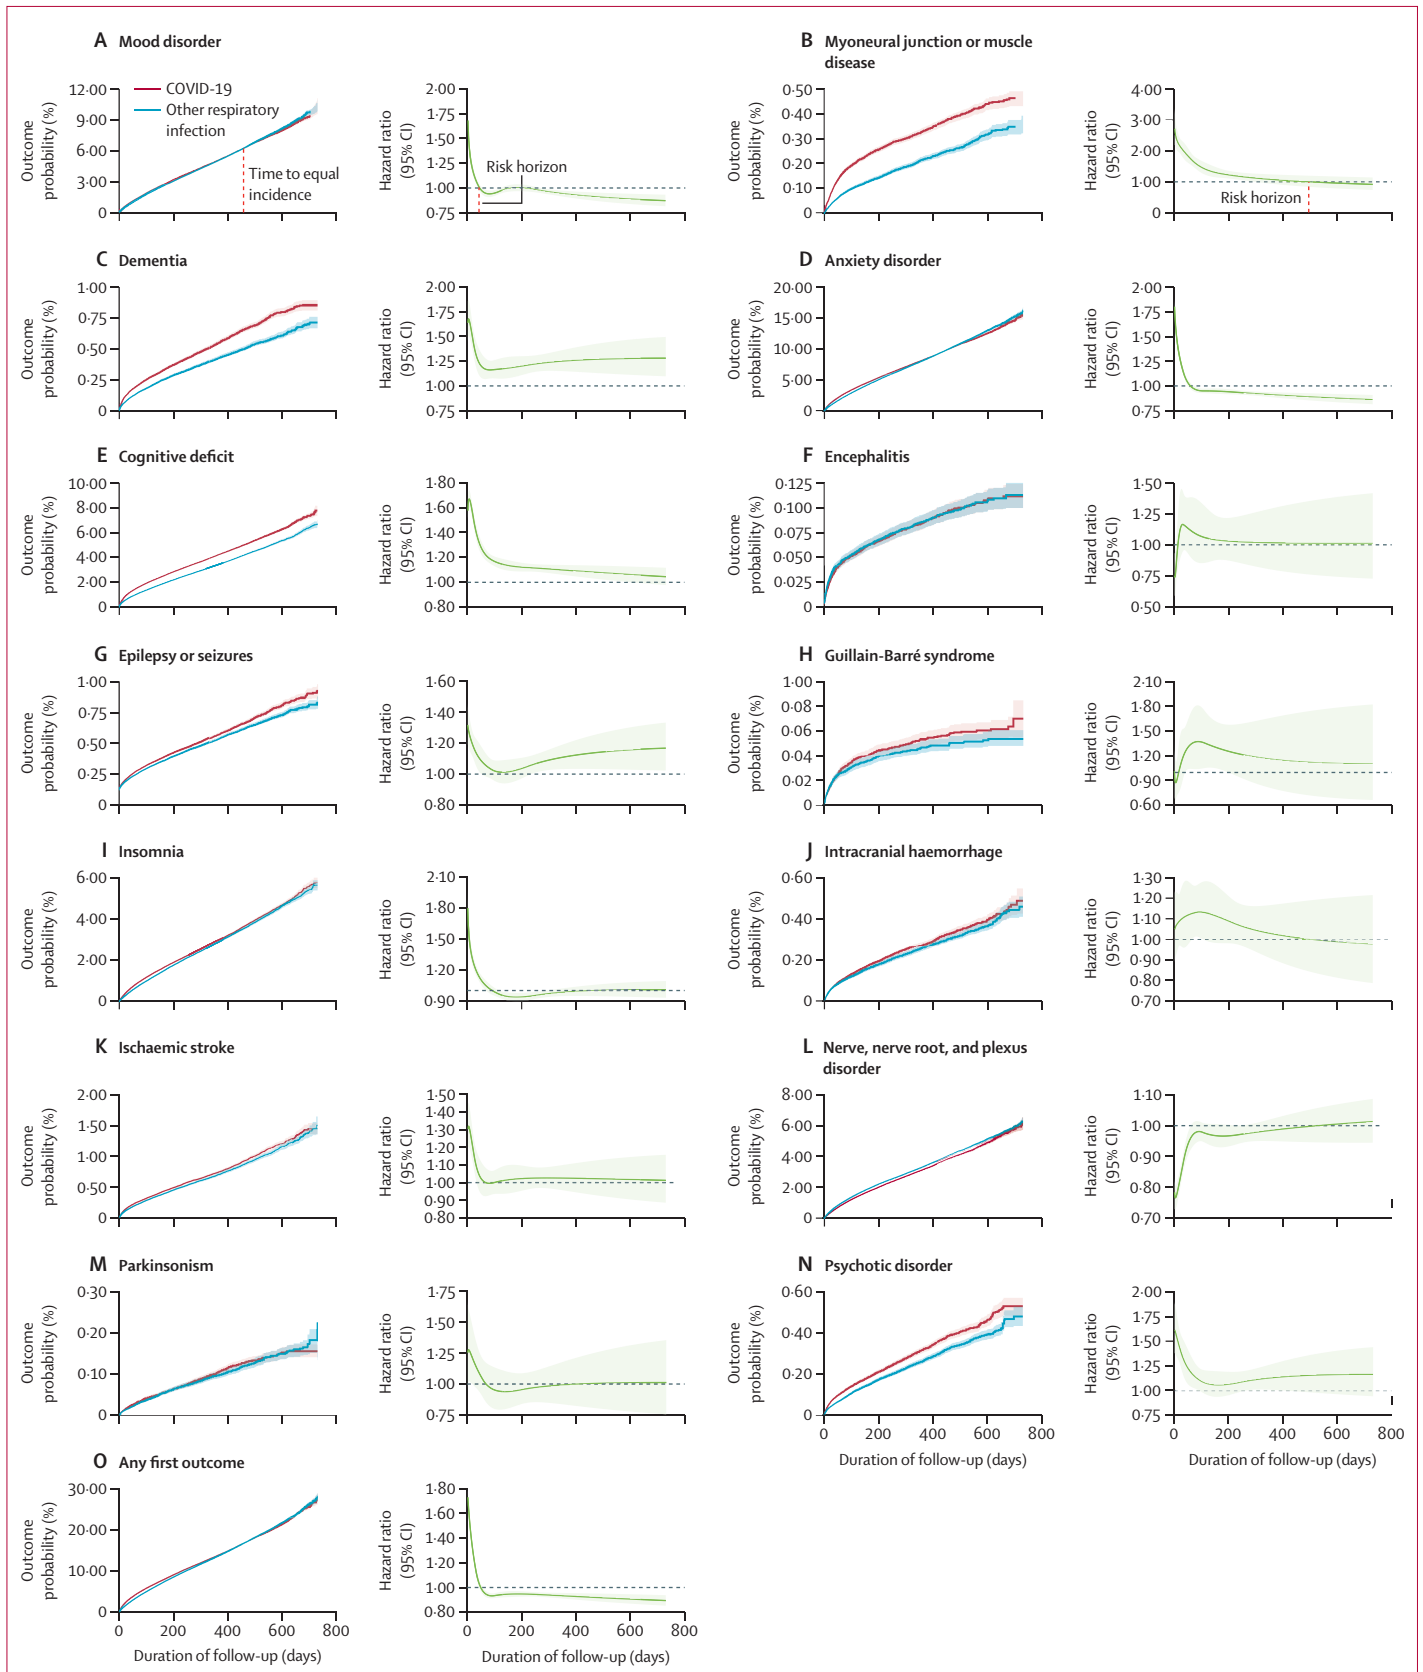 A Mood disorder
12·00
9·00
6·00
3·00
0
Outcome
probability (%)
COVID-19
Other respiratory
infection
Time to equal
incidence
2·00
1·75
1·50
1·25
1·00
0·75
Hazard ratio
(95% CI)
Risk horizon
B Myoneural junction or muscle
disease
0·50
0·40
0·30
0·20
0·10
0
Outcome
probability (%)
4·00
3·00
2·00
1·00
0
Hazard ratio
(95% CI)
Risk horizon
C Dementia
1·00
0·75
0·50
0·25
0
Outcome
probability (%)
2·00
1·75
1·50
1·25
1·00
0·75
Hazard ratio
(95% CI)
D Anxiety disorder
20·00
15·00
10·00
5·00
0
Outcome
probability (%)
2·00
1·75
1·50
1·25
1·00
0·75
Hazard ratio
(95% CI)
E Cognitive deficit
10·00
8·00
6·00
4·00
2·00
0
Outcome
probability (%)
1·80
1·60
1·40
1·20
1·00
0·80
Hazard ratio
(95% CI)
F Encephalitis
0·125
0·100
0·075
0·050
0·025
0
Outcome
probability (%)
1·50
1·25
1·00
0·75
0·50
Hazard ratio
(95% CI)
G Epilepsy or seizures
1·00
0·75
0·50
0·25
0
Outcome
probability (%)
1·60
1·40
1·20
1·00
0·80
Hazard ratio
(95% CI)
H Guillain-Barré syndrome
1·00
0·08
0·06
0·04
0·02
0
Outcome
probability (%)
2·10
1·80
1·50
1·20
0·90
0·60
Hazard ratio
(95% CI)
I Insomnia
6·00
4·00
2·00
0
Outcome
probability (%)
2·10
1·80
1·50
1·20
0·90
Hazard ratio
(95% CI)
J Intracranial haemorrhage
0·60
0·40
0·20
0
Outcome
probability (%)
1·30
1·20
1·10
1·00
0·90
0·80
0·70
Hazard ratio
(95% CI)
K Ischaemic stroke
2·00
1·50
1·00
0·50
0
Outcome
probability (%)
1·50
1·40
1·30
1·20
1·10
1·00
0·90
0·80
Hazard ratio
(95% CI)
L Nerve, nerve root, and plexus
disorder
8·00
6·00
4·00
2·00
0
Outcome
probability (%)
1·10
1·00
0·90
0·80
0·70
Hazard ratio
(95% CI)
M Parkinsonism
0·30
0·20
0·10
0
Outcome
probability (%)
1·75
1·50
1·25
1·00
0·75
Hazard ratio
(95% CI)
N Psychotic disorder
0·60
0·40
0·20
0
Outcome
probability (%)
0 200 400 600 800
Duration of follow-up (days)
2·00
1·75
1·50
1·25
1·00
0·75
Hazard ratio
(95% CI)
0 200 400 600 800
Duration of follow-up (days)
O Any first outcome
30·00
20·00
10·00
0
Outcome
probability (%)
0 200 400 600 800
Duration of follow-up (days)
1·80
1·60
1·40
1·20
1·00
0·80
Hazard ratio
(95% CI)
0 200 400 600 800
Duration of follow-up (days)